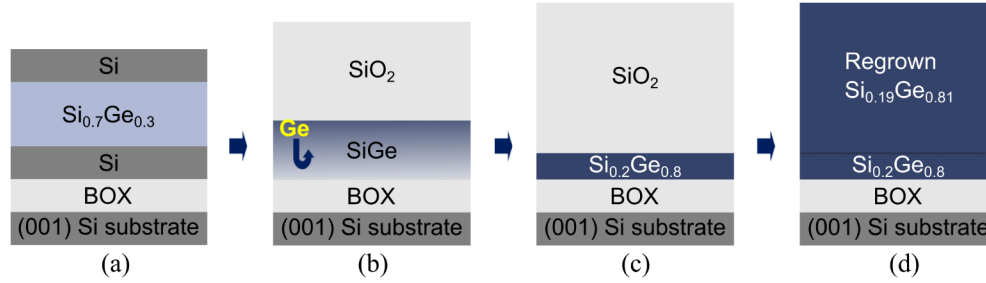 Si
Si0.7Ge0.3
Si
BOX
(001) Si substrate
(a)
SiO2
Ge
SiGe
BOX
(001) Si substrate
(b)
SiO2
Si0.2Ge0.8
BOX
(001) Si substrate
(c)
Regrown
Si0.19Ge0.81
Si0.2Ge0.8
BOX
(001) Si substrate
(d)